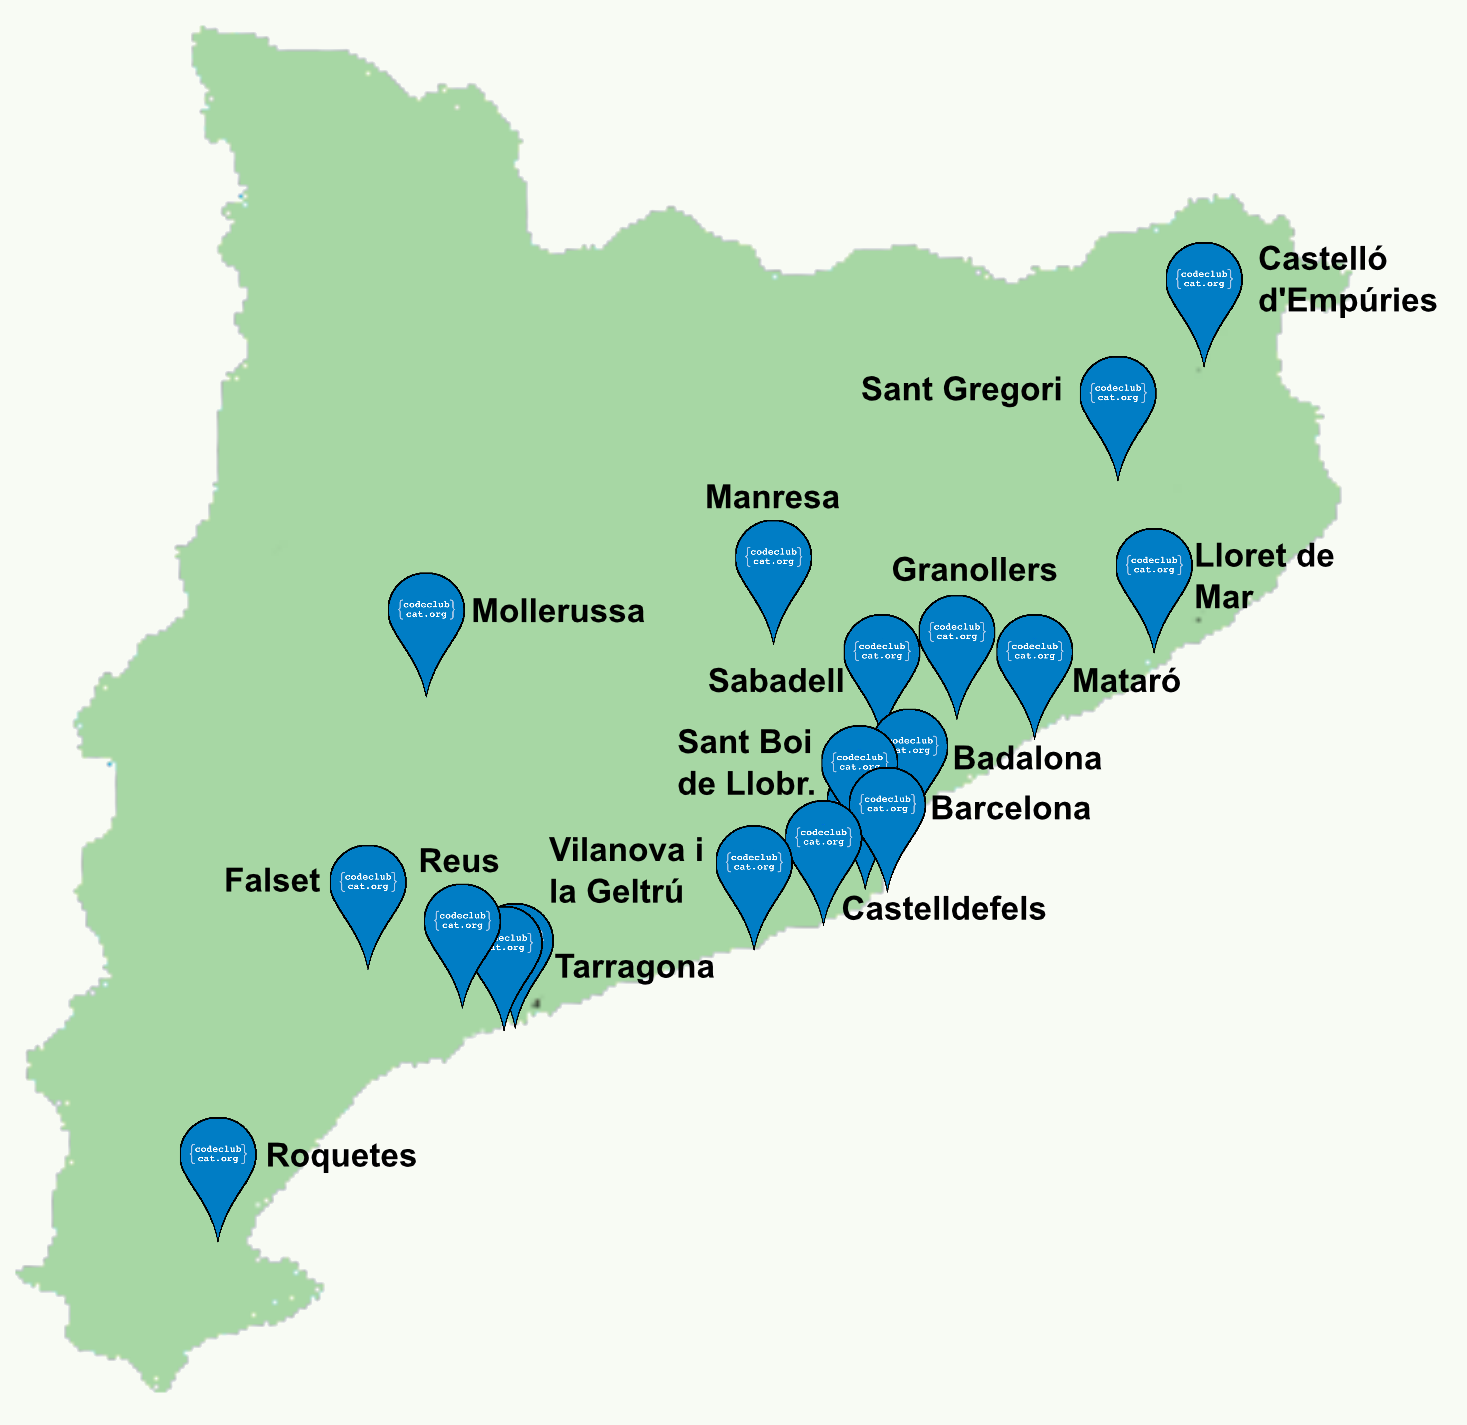 Castelló
d'Empúries
{codeclub
cat.org}
Sant Gregori
{codeclub
cat.org}
Manresa
{codeclub
cat.org}
Granollers
{codeclub
cat.org}
Lloret de
Mar
{codeclub
cat.org}
Mollerussa
{codeclub
cat.org}
Sabadell
{codeclub
cat.org}
Mataró
{codeclub
cat.org}
Sant Boi
de Llobr.
{codeclub
cat.org
Badalona
codeclub
cat.org}
Barcelona
{codeclub
cat.org}
Vilanova i
la Geltrú
{codeclub
cat.org}
Castelldefels
{codeclub
cat.org}
Falset
{codeclub
cat.org}
Reus
{codeclub
cat.org}
Tarragona
declub
at.org}
Roquetes
{codeclub
cat.org}